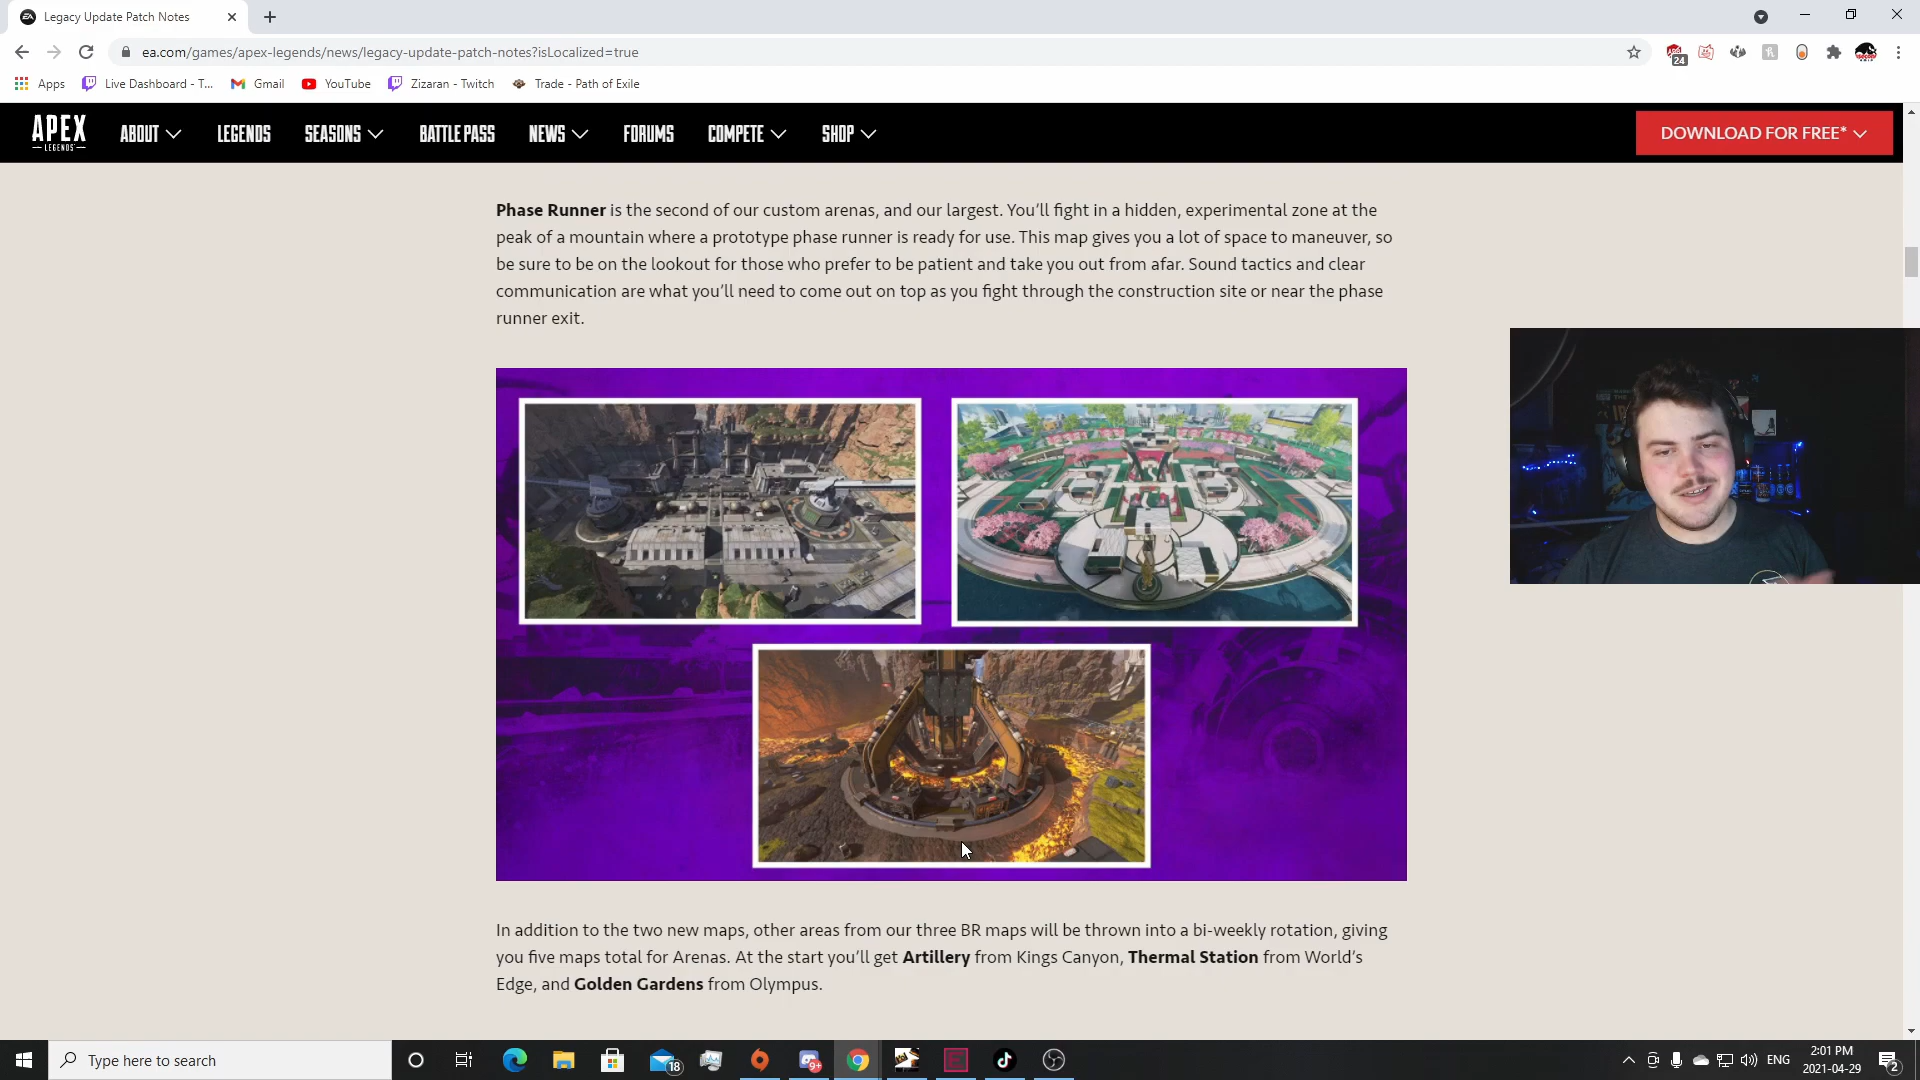 Legacy Update Patch Notes
ea.com/games/apex-legends/news/legacy-update-patch-notes?isLocalized=true
24
Apps
Live Dashboard - T...
Gmail
YouTube
Zizaran - Twitch
Trade - Path of Exile
APEX
LEGENDS
ABOUT
LEGENDS
SEASONS
BATTLE PASS
NEWS
FORUMS
COMPETE
SHOP
DOWNLOAD FOR FREE*
Phase Runner is the second of our custom arenas, and our largest. You’ll fight in a hidden, experimental zone at the
peak of a mountain where a prototype phase runner is ready for use. This map gives you a lot of space to maneuver, so
be sure to be on the lookout for those who prefer to be patient and take you out from afar. Sound tactics and clear
communication are what you’ll need to come out on top as you fight through the construction site or near the phase
runner exit.
In addition to the two new maps, other areas from our three BR maps will be thrown into a bi-weekly rotation, giving
you five maps total for Arenas. At the start you’ll get Artillery from Kings Canyon, Thermal Station from World’s
Edge, and Golden Gardens from Olympus.
Type here to search
18
9+
ENG
2:01 PM
2021-04-29
2